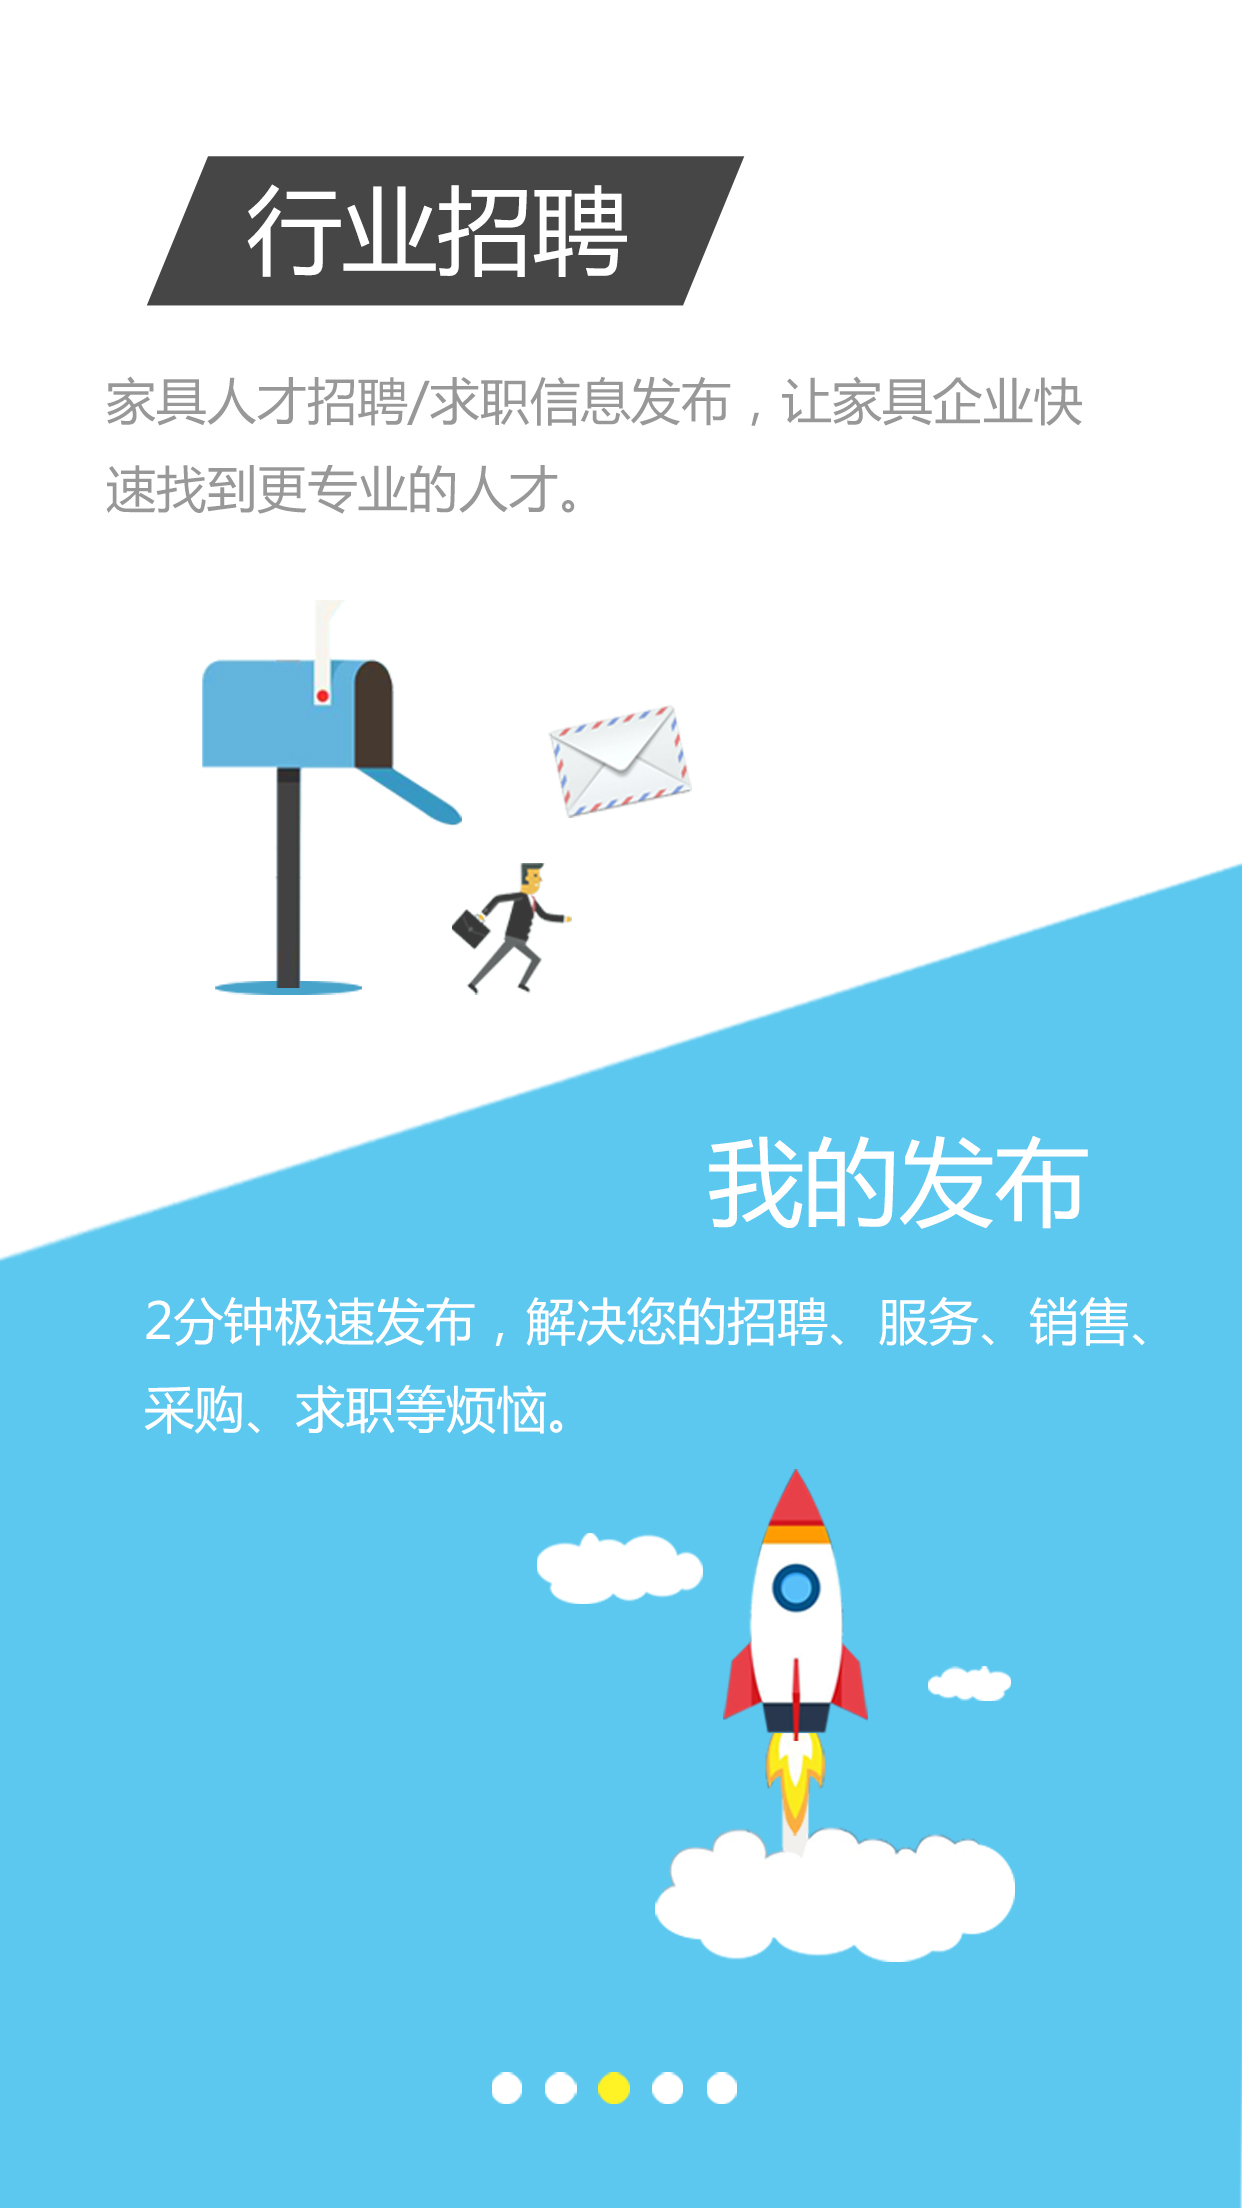 行业招聘
家具人才招聘/求职信息发布，让家具企业快
速找到更专业的人才。
我的发布
2分钟极速发布，解决您的招聘、服务、销售、
采购、求职等烦恼。